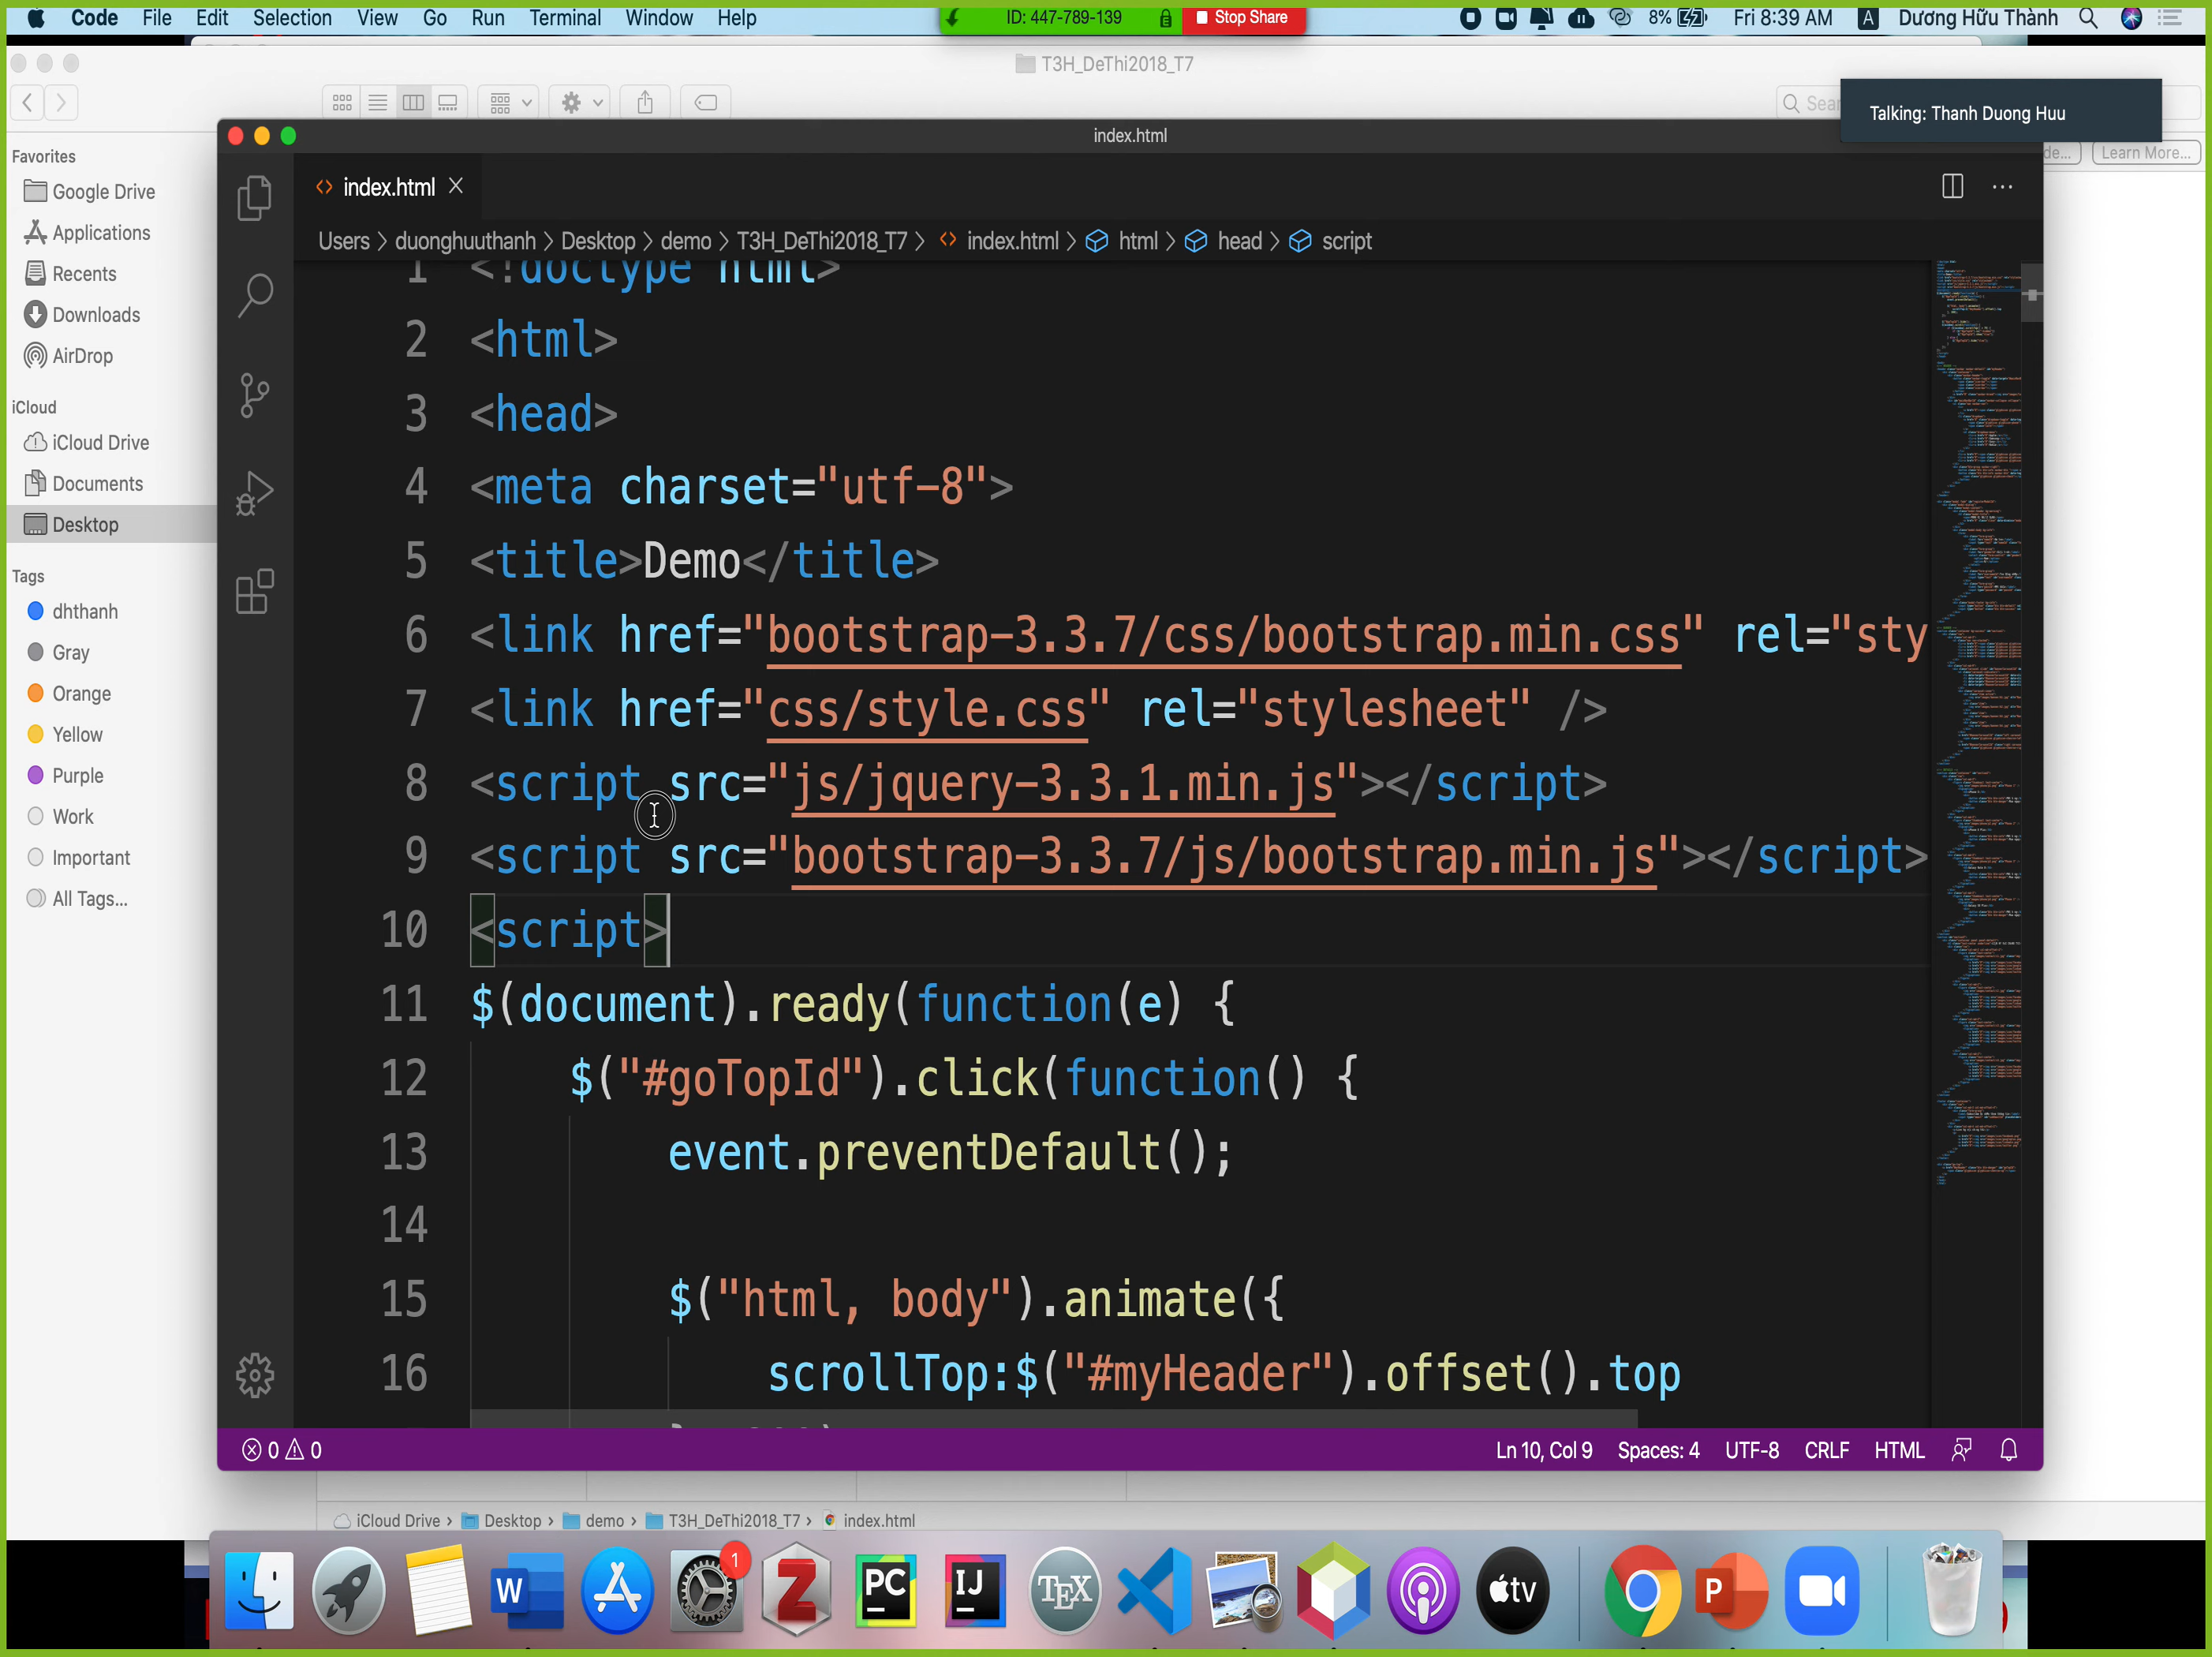 Code File Edit Selection View Go Run Terminal Window Help ID: 447-789-139 Stop Share 8% Fri 8:39 AM A Dương Hữu Thành
T3H_DeThi2018_T7
Talking: Thanh Duong Huu
Learn More...
Favorites
Google Drive
Applications
Recents
Downloads
AirDrop
iCloud
iCloud Drive
Documents
Desktop
Tags
dhthanh
Gray
Orange
Yellow
Purple
Work
Important
All Tags...
index.html
index.html
Users > duonghuuthanh > Desktop > demo > T3H_DeThi2018_T7 > index.html > html > head > script
1 <!doctype html>
2 <html>
3 <head>
4 <meta charset="utf-8">
5 <title>Demo</title>
6 <link href="bootstrap-3.3.7/css/bootstrap.min.css" rel="sty
7 <link href="css/style.css" rel="stylesheet" />
8 <script src="js/jquery-3.3.1.min.js"></script>
9 <script src="bootstrap-3.3.7/js/bootstrap.min.js"></script>
10 <script>
11 $(document).ready(function(e) {
12 $("#goTopId").click(function() {
13 event.preventDefault();
14
15 $("html, body").animate({
16 scrollTop:$("#myHeader").offset().top
0 0 Ln 10, Col 9 Spaces: 4 UTF-8 CRLF HTML
iCloud Drive > Desktop > demo > T3H_DeThi2018_T7 > index.html
W 1 Z PC IJ TEX tv P